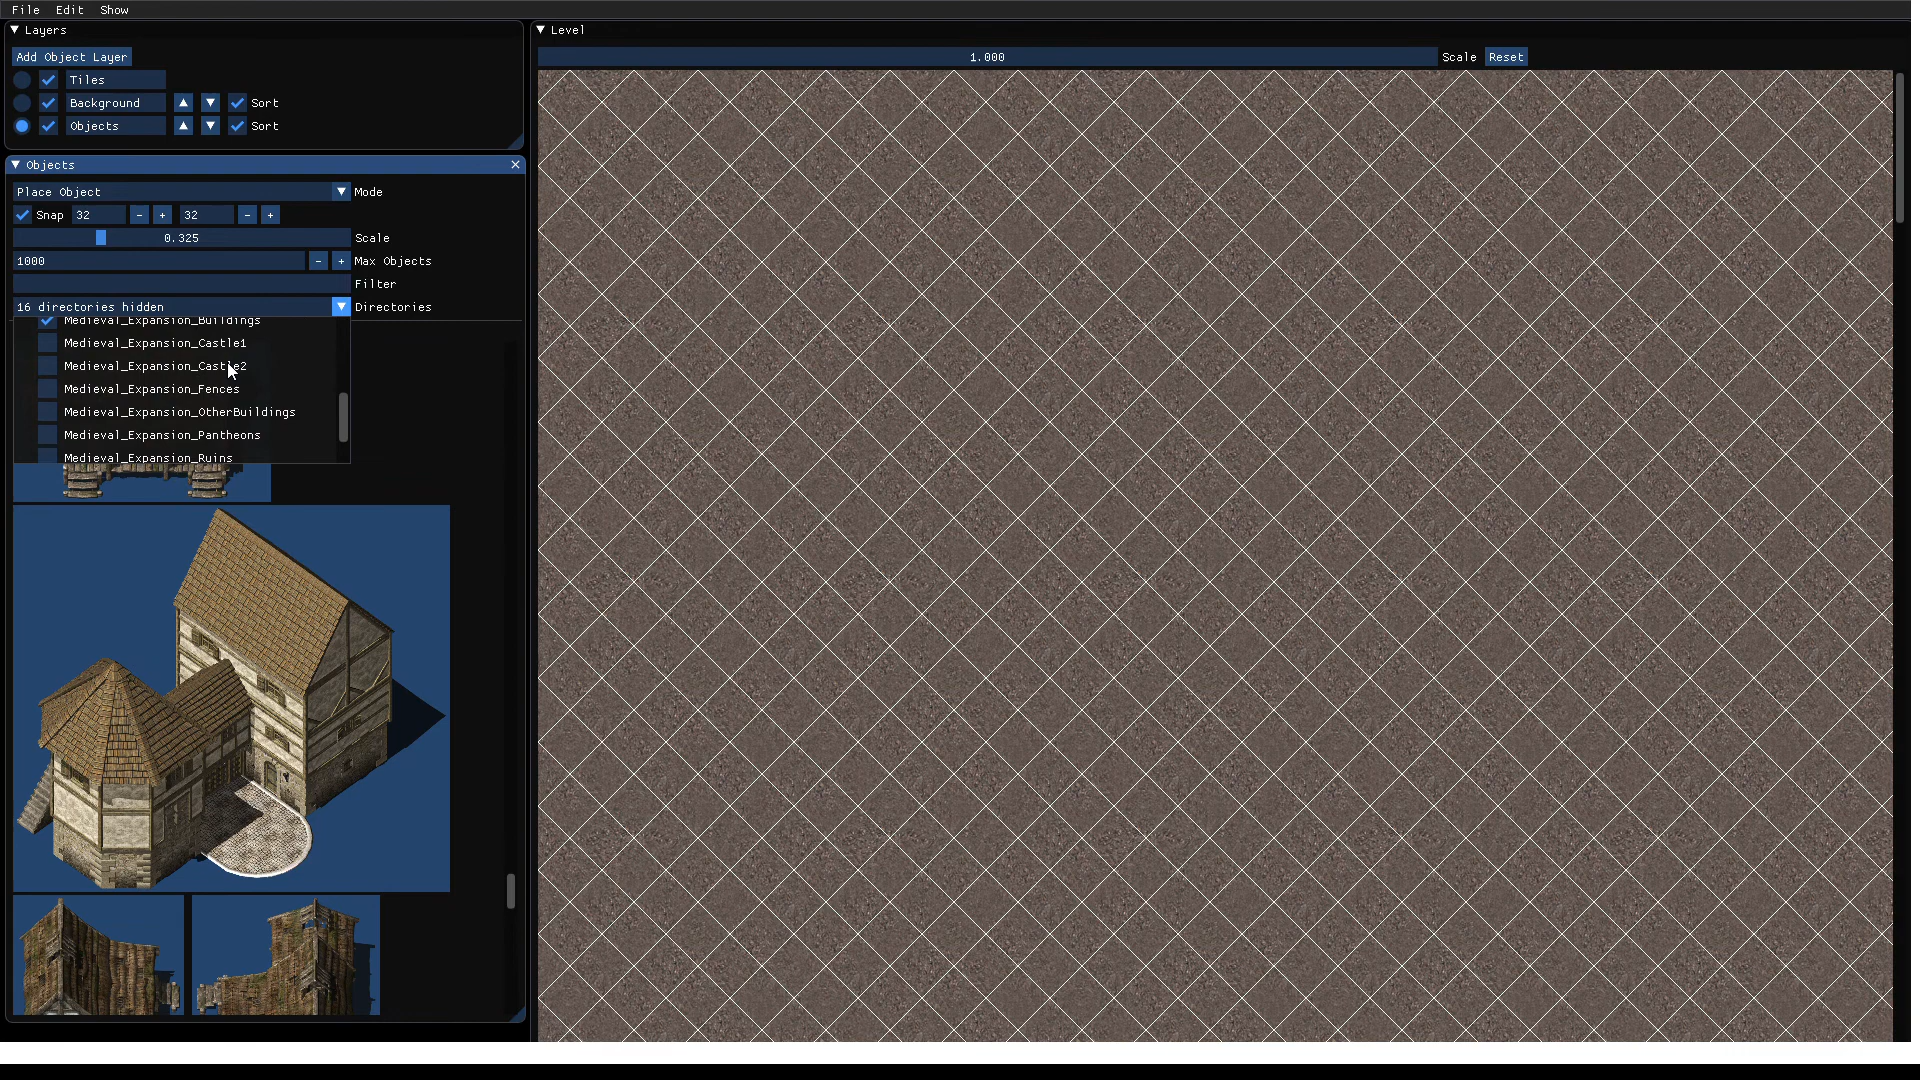 File Edit Show
Layers
Add Object Layer
Tiles
Background Sort
Objects Sort
Objects
Place Object Mode
Snap 32 - + 32 - +
0.325 Scale
1000 - + Max Objects
Filter
16 directories hidden Directories
Medieval_Expansion_Buildings
Medieval_Expansion_Castle1
Medieval_Expansion_Castle2
Medieval_Expansion_Fences
Medieval_Expansion_OtherBuildings
Medieval_Expansion_Pantheons
Medieval_Expansion_Ruins
Level
1.000 Scale Reset